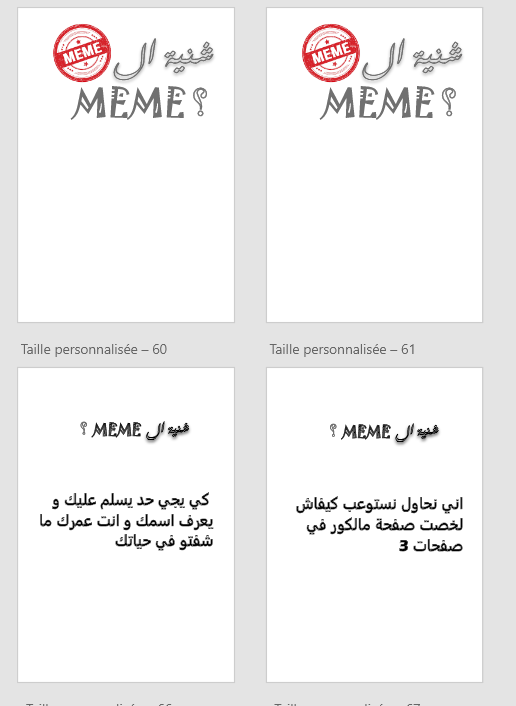 MEME
شنية ال
MEME ؟
MEME
شنية ال
MEME ؟
Taille personnalisée – 60
Taille personnalisée – 61
شنية ال MEME ؟
كي يجي حد يسلم عليك و
يعرف اسمك و انت عمرك ما
شفتو في حياتك
شنية ال MEME ؟
اني نحاول نستوعب كيفاش
لخصت صفحة مالكور في
3 صفحات